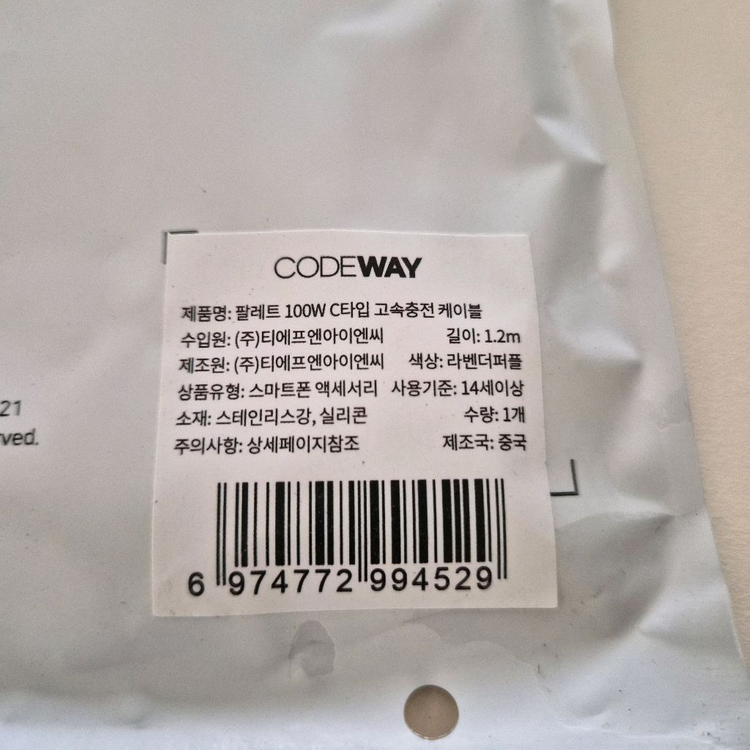 CODEWAY
제품명: 팔레트 100W C타입 고속충전 케이블
수입원: (주)티에프엔아이엔씨 길이: 1.2m
제조원: (주)티에프엔아이엔씨 색상: 라벤더퍼플
상품유형: 스마트폰 액세서리 사용기준: 14세이상
소재: 스테인리스강, 실리콘 수량: 1개
주의사항: 상세페이지참조 제조국: 중국
21
ved.
6 974772 994529